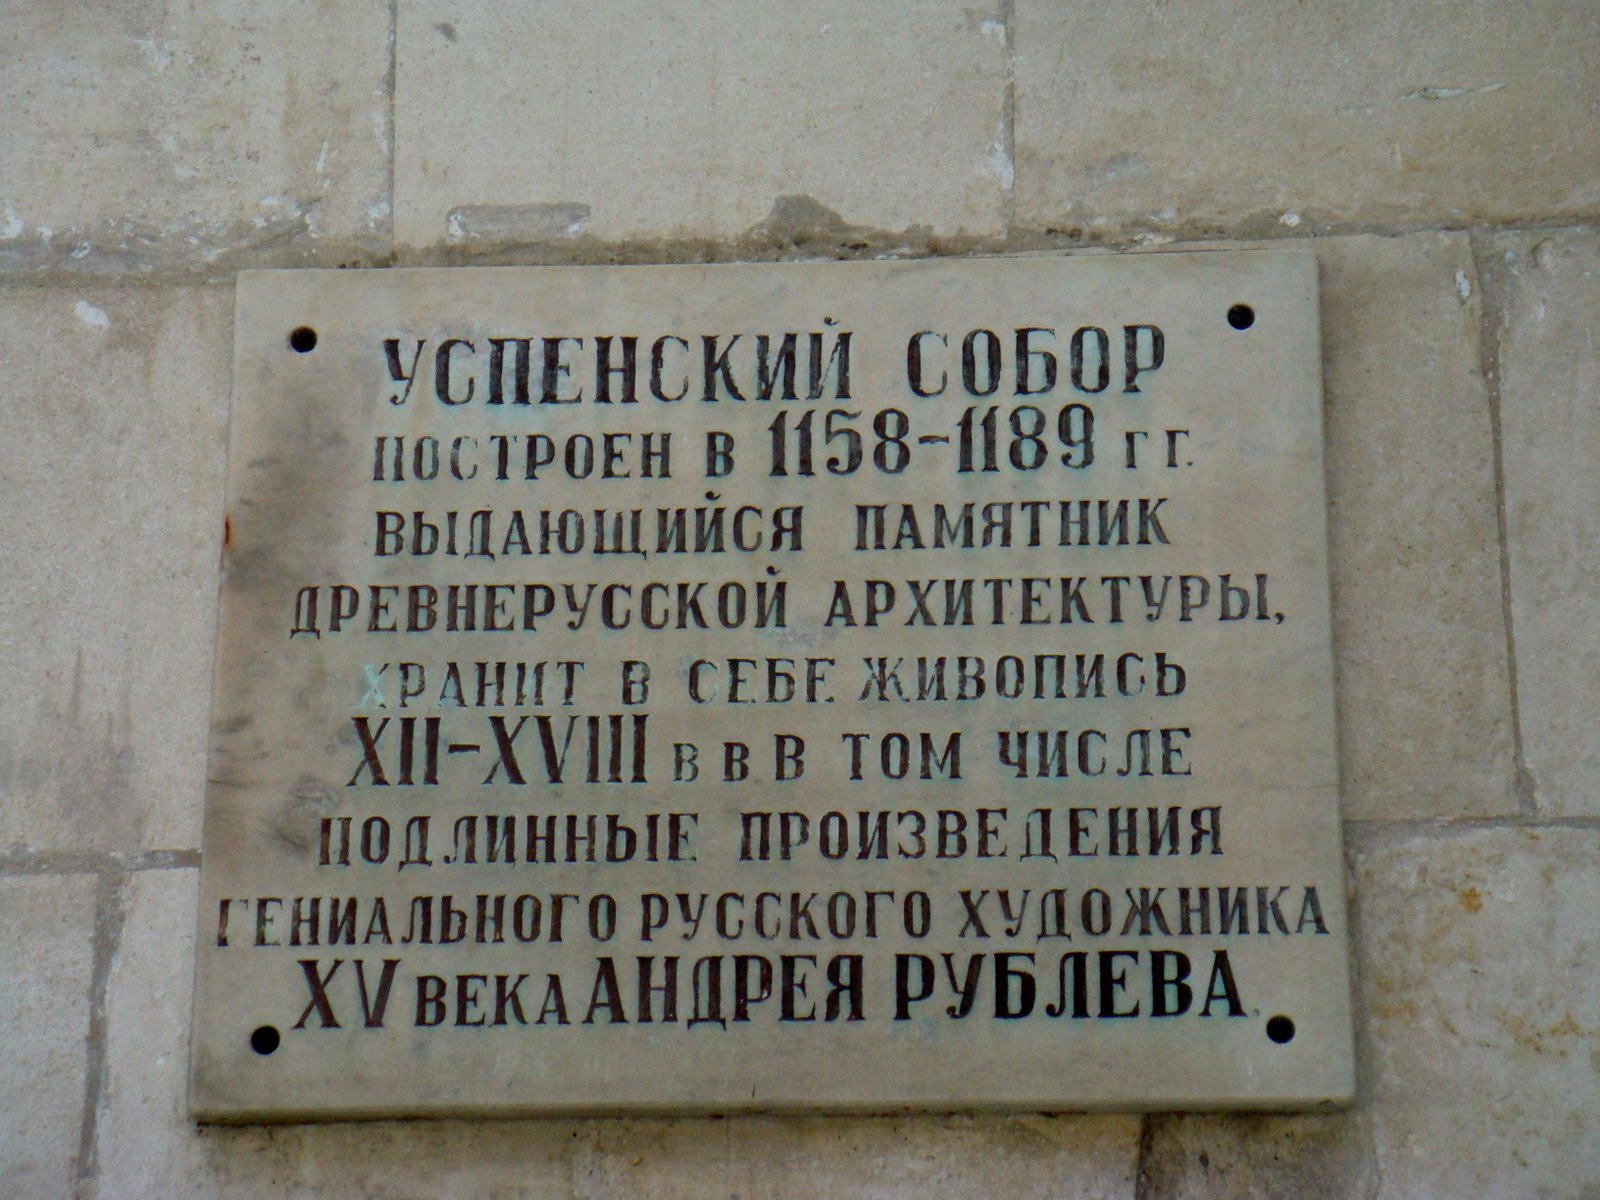 УСПЕНСКИЙ СОБОР
ПОСТРОЕН В 1158-1189 ГГ.
ВЫДАЮЩИЙСЯ ПАМЯТНИК
ДРЕВНЕРУССКОЙ АРХИТЕКТУРЫ,
ХРАНИТ В СЕБЕ ЖИВОПИСЬ
XII-XVIII В В В ТОМ ЧИСЛЕ
ПОДЛИННЫЕ ПРОИЗВЕДЕНИЯ
ГЕНИАЛЬНОГО РУССКОГО ХУДОЖНИКА
XV ВЕКА АНДРЕЯ РУБЛЕВА.